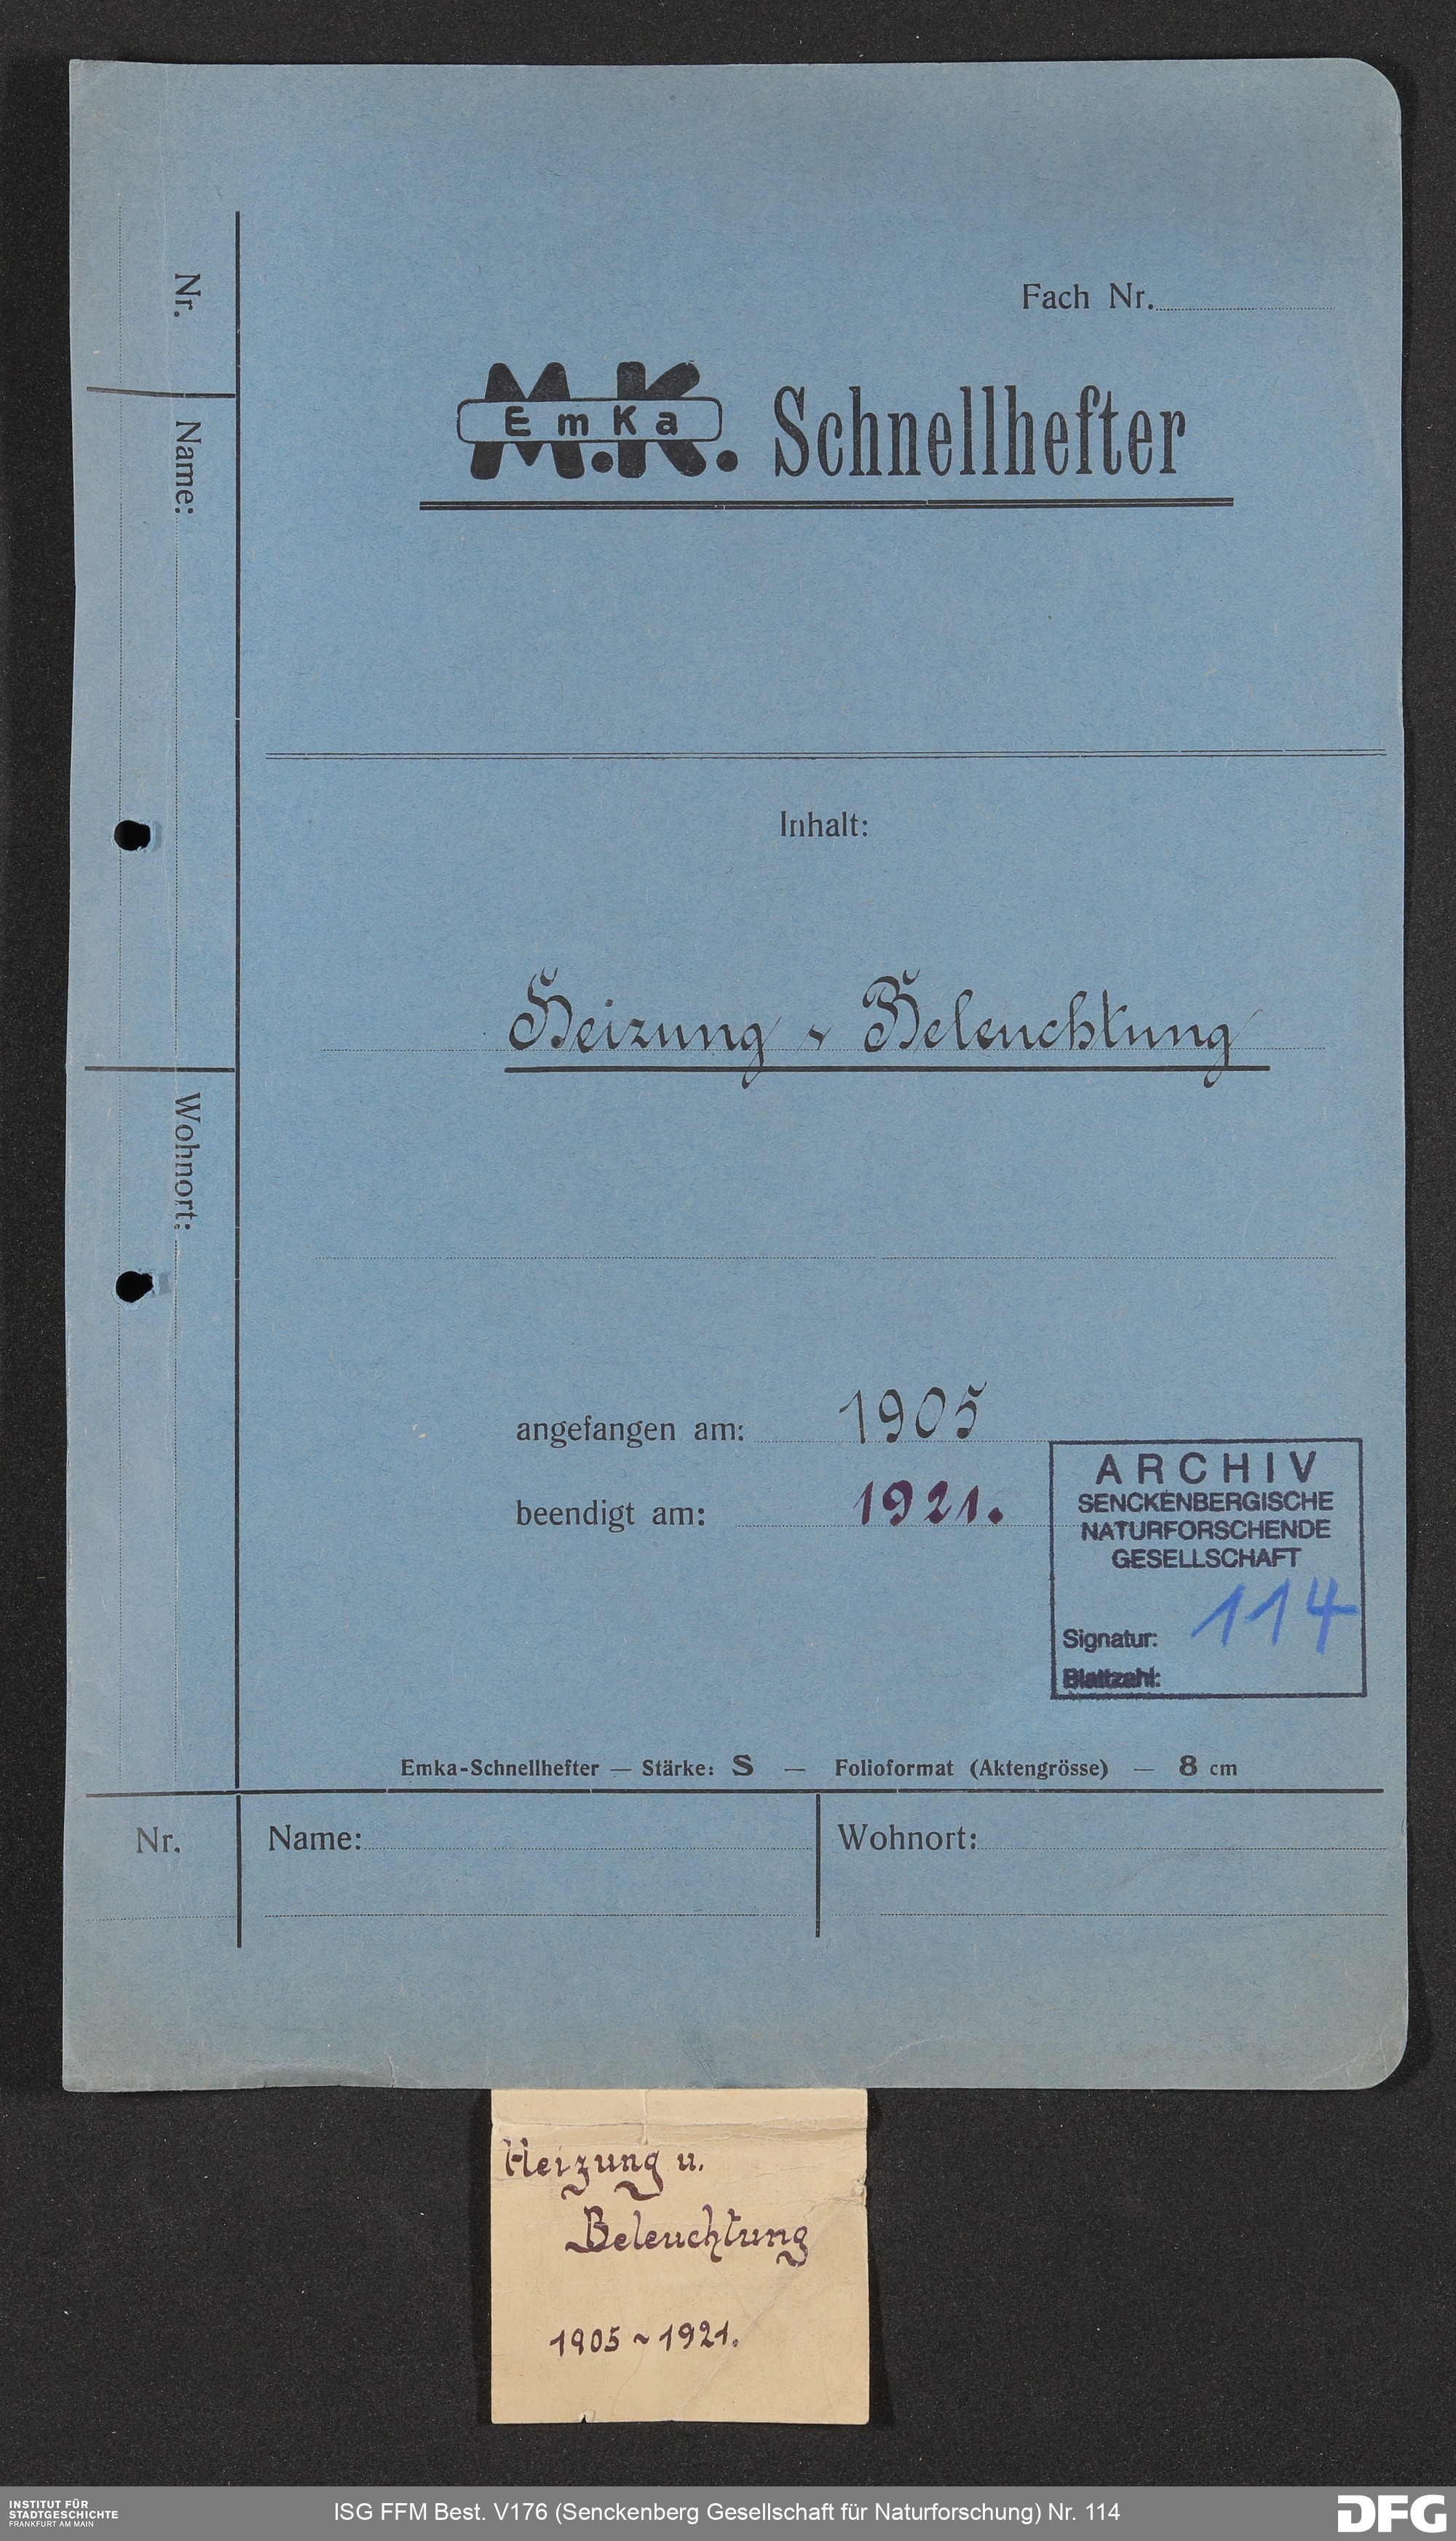 Fach Nr.
M.K. EmKa Schnellhefter
Nr.
Name:
Wohnort:
Inhalt:
Heizung u Beleuchtung
angefangen am: 1905
beendigt am: 1921.
ARCHIV
SENCKENBERGISCHE
NATURFORSCHENDE
GESELLSCHAFT
Signatur: 114
Blattzahl:
Emka-Schnellhefter — Stärke: S — Folioformat (Aktengrösse) — 8 cm
Nr. Name: Wohnort:
Heizung u.
Beleuchtung
1905 ~ 1921.
INSTITUT FÜR
STADTGESCHICHTE
FRANKFURT AM MAIN
ISG FFM Best. V176 (Senckenberg Gesellschaft für Naturforschung) Nr. 114
DFG